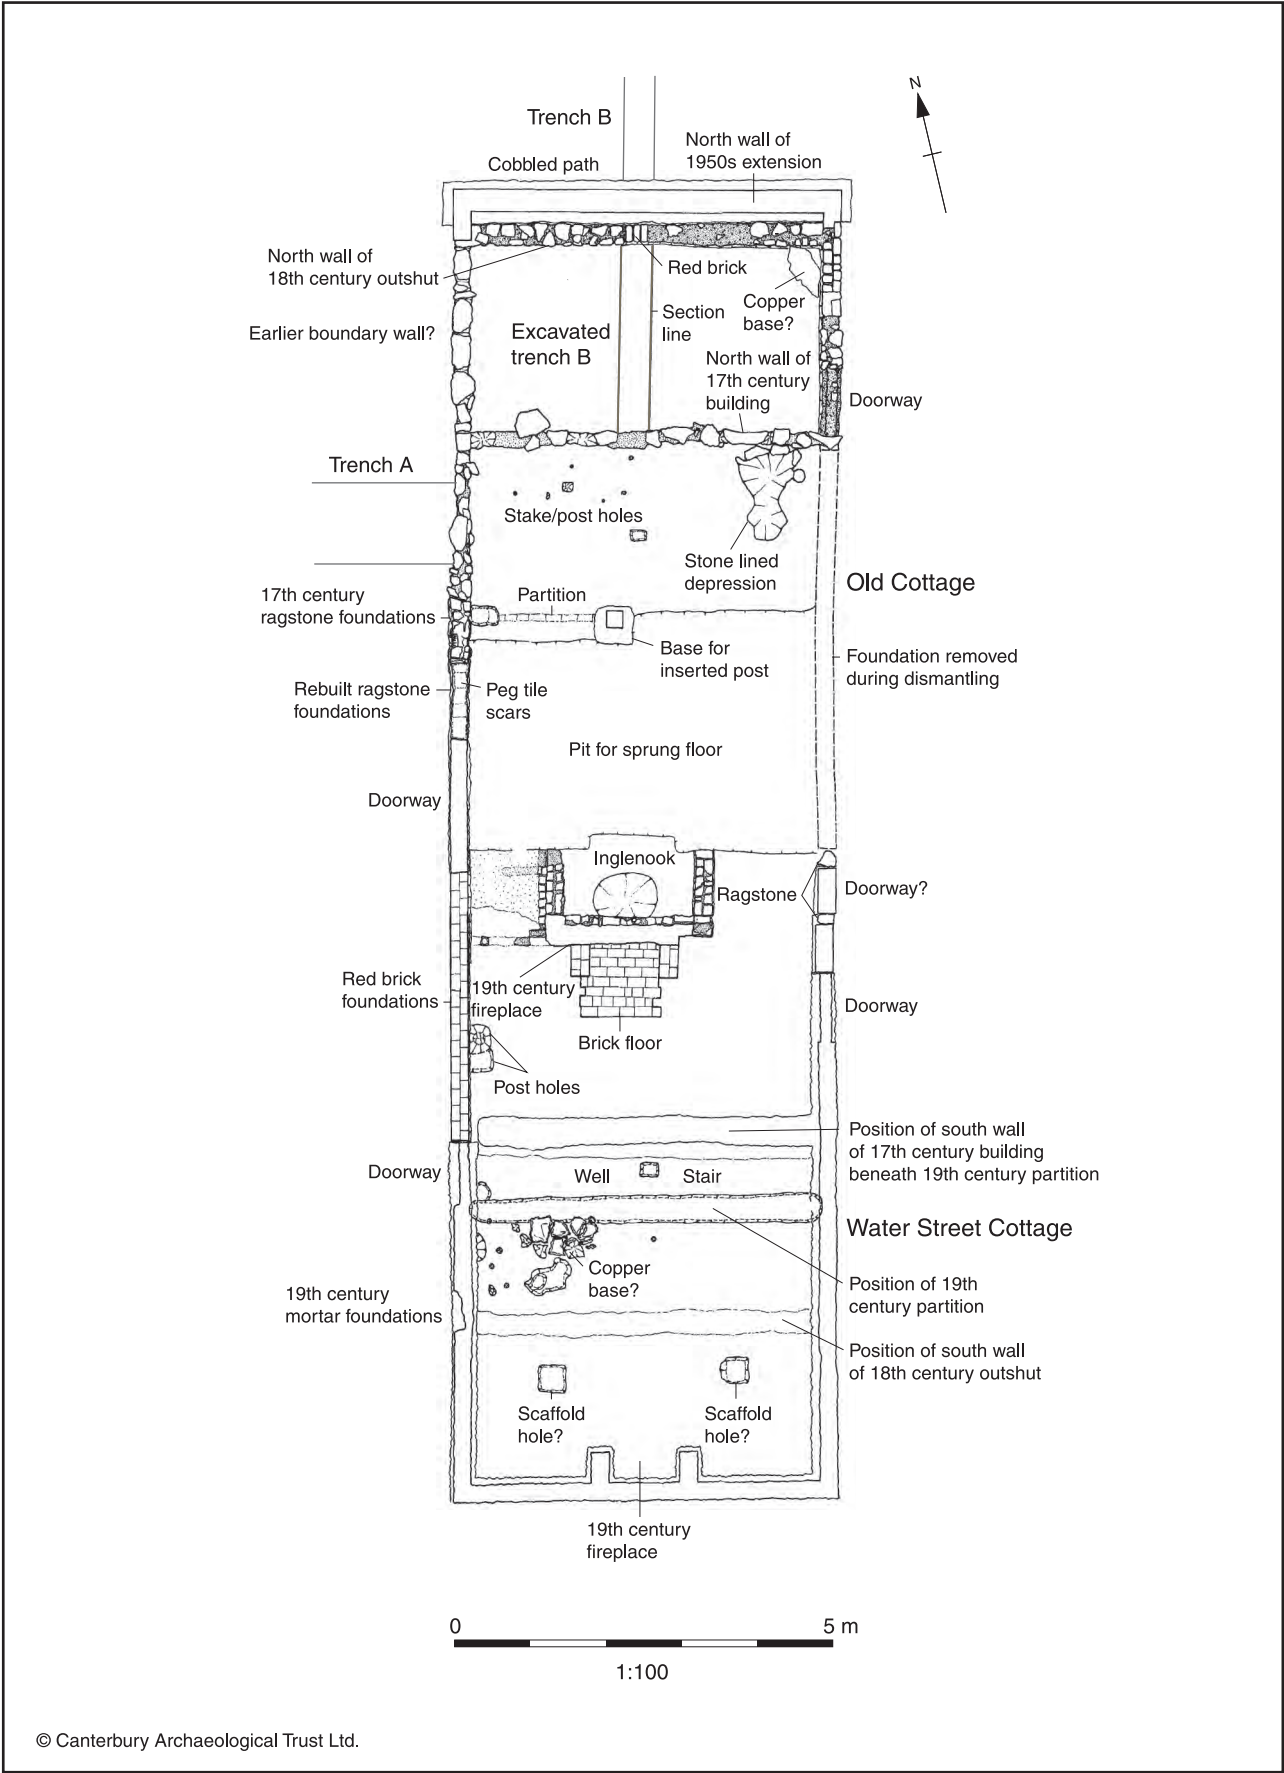 N
Trench B
North wall of
1950s extension
Cobbled path
North wall of
18th century outshut
Red brick
Copper
base?
Section
line
Earlier boundary wall?
Excavated
trench B
North wall of
17th century
building
Doorway
Trench A
Stake/post holes
Stone lined
depression
Old Cottage
17th century
ragstone foundations
Partition
Base for
inserted post
Foundation removed
during dismantling
Rebuilt ragstone
foundations
Peg tile
scars
Pit for sprung floor
Doorway
Inglenook
Ragstone
Doorway?
Red brick
foundations
19th century
fireplace
Doorway
Brick floor
Post holes
Position of south wall
of 17th century building
beneath 19th century partition
Doorway
Well
Stair
Water Street Cottage
Copper
base?
Position of 19th
century partition
19th century
mortar foundations
Position of south wall
of 18th century outshut
Scaffold
hole?
Scaffold
hole?
19th century
fireplace
0
5 m
1:100
© Canterbury Archaeological Trust Ltd.